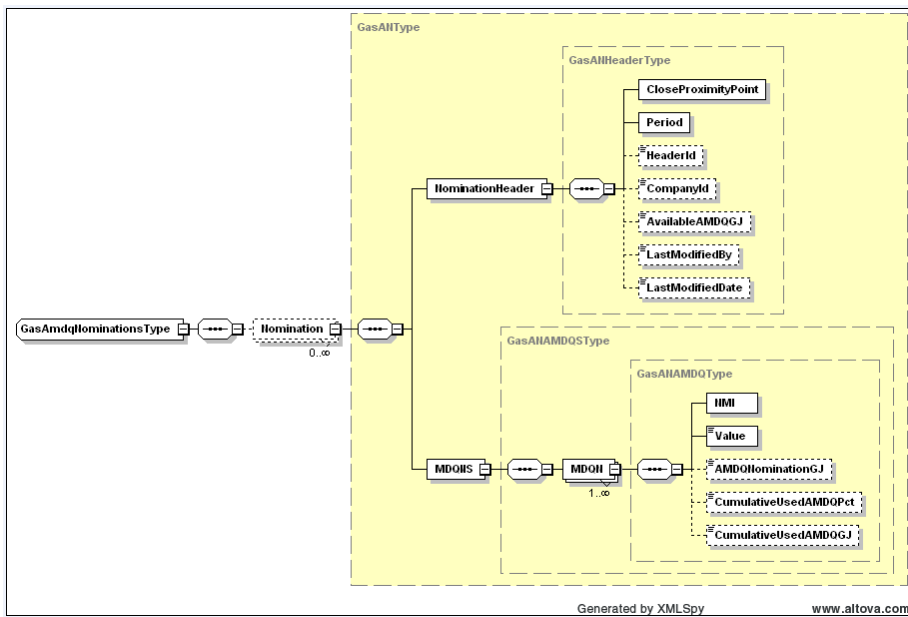 GasANType
GasANHeaderType
CloseProximityPoint
Period
HeaderId
CompanyId
AvailableAMDQGJ
LastModifiedBy
LastModifiedDate
NominationHeader
GasAmdqNominationsType
Nomination
0..∞
GasANAMDQSType
GasANAMDQType
NMI
Value
AMDQNominationGJ
CumulativeUsedAMDQPct
CumulativeUsedAMDQGJ
MDQNS
MDQN
1..∞
Generated by XMLSpy www.altova.com